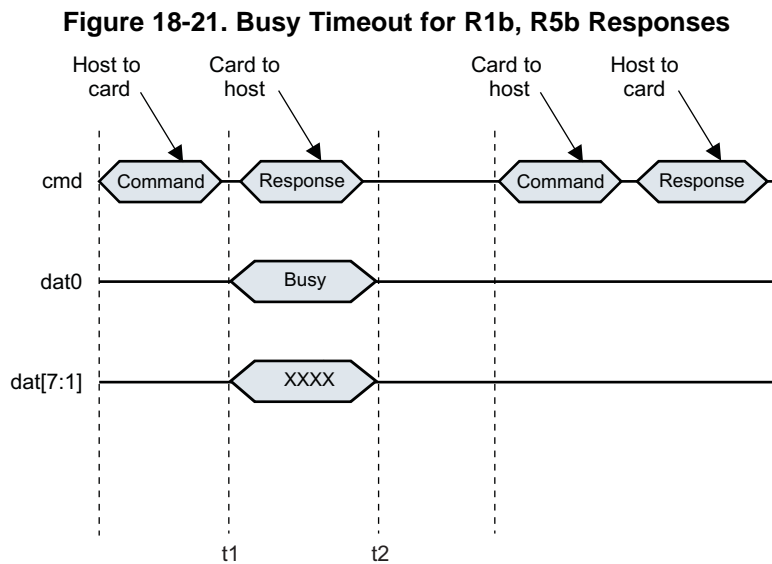 Figure 18-21. Busy Timeout for R1b, R5b Responses
Host to
card
Card to
host
Card to
host
Host to
card
cmd
Command
Response
Command
Response
dat0
Busy
dat[7:1]
XXXX
t1
t2